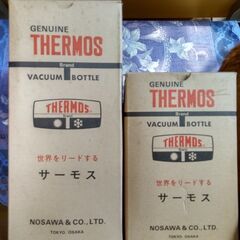 GENUINE
THERMOS
Brand
VACUUM BOTTLE
THERMOS
世界をリードする
サーモス
NOSAWA & CO., LTD.
TOKYO, OSAKA
GENUINE
THERMOS
Brand
VACUUM BOTTLE
THERMOS
世界をリードする
サーモス
NOSAWA & CO., LTD.
TOKYO, OSAKA